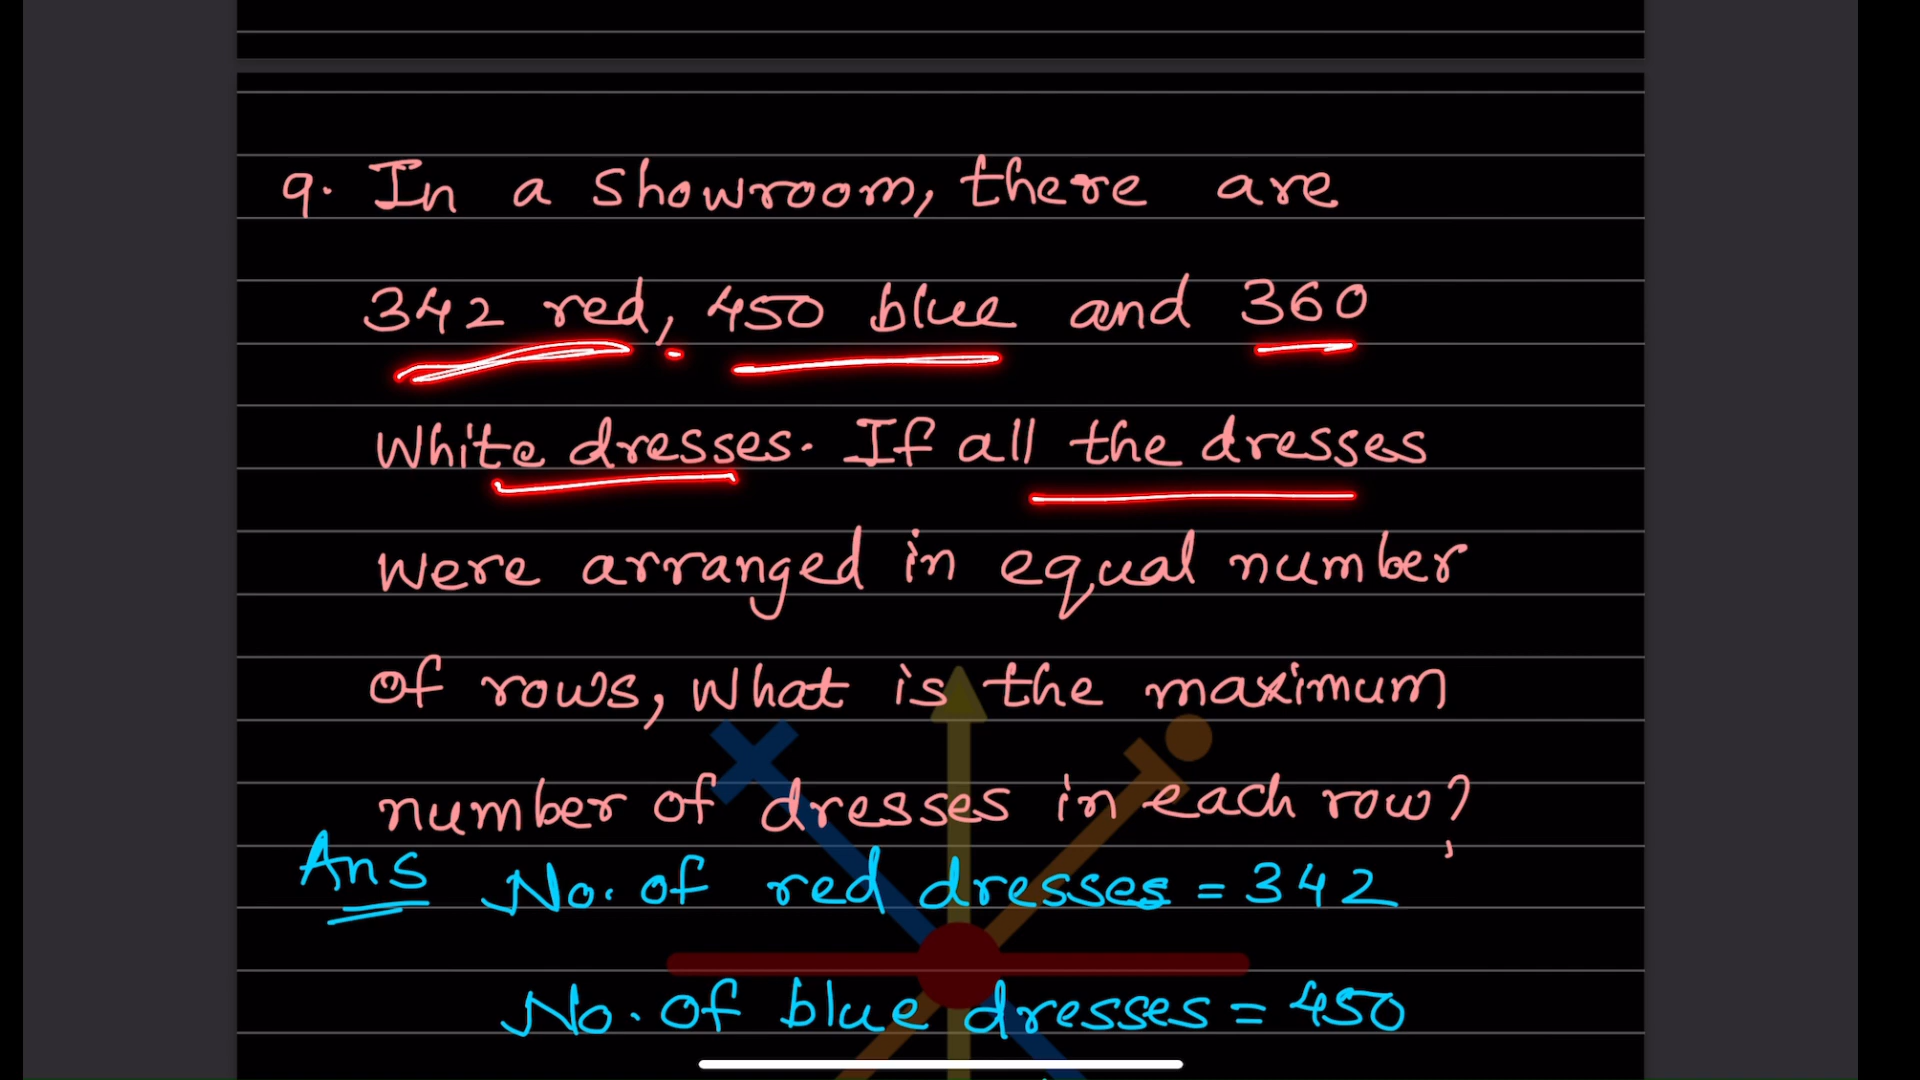 9. In a showroom, there are
342 red, 450 blue and 360
White dresses. If all the dresses
were arranged in equal number
of rows, What is the maximum
number of dresses in each row?
Ans No. of red dresses = 342
No. of blue dresses = 450